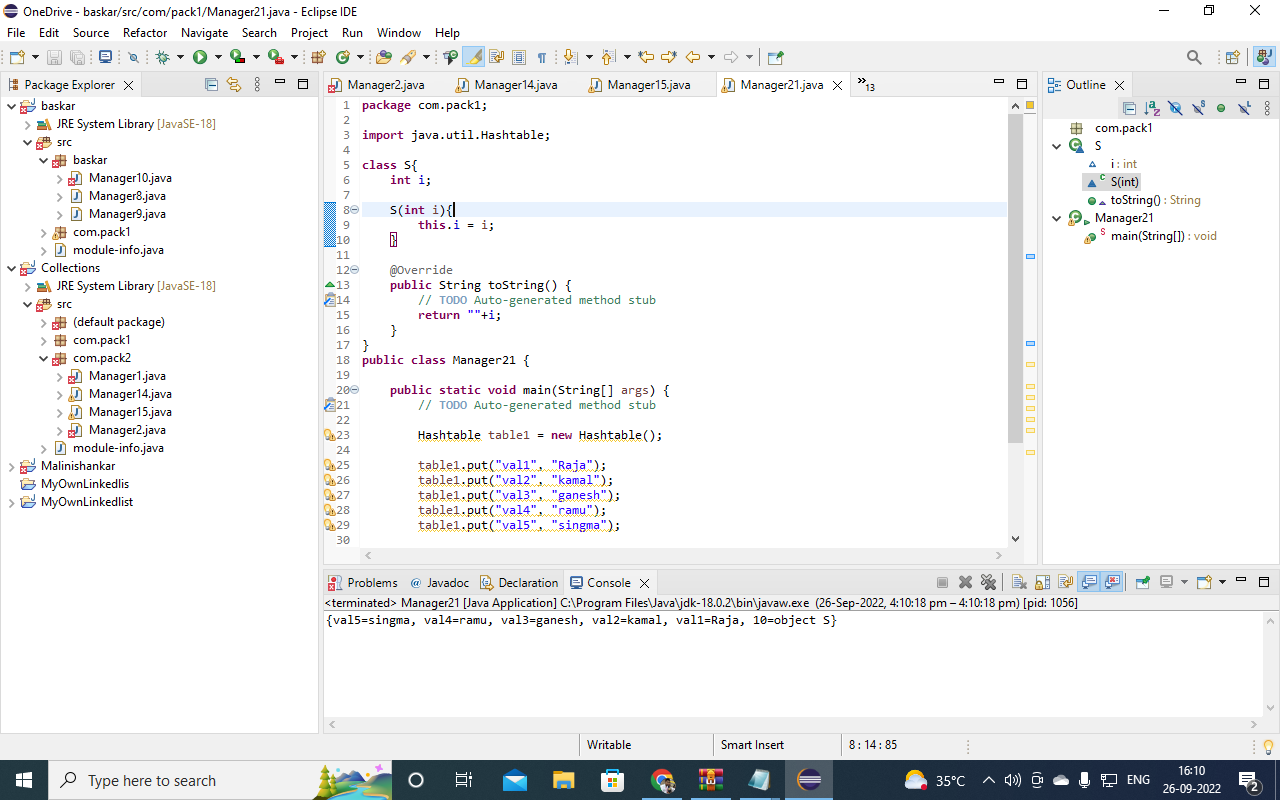 OneDrive - baskar/src/com/pack1/Manager21.java - Eclipse IDE
File Edit Source Refactor Navigate Search Project Run Window Help
Package Explorer
baskar
JRE System Library [JavaSE-18]
src
baskar
Manager10.java
Manager8.java
Manager9.java
com.pack1
module-info.java
Collections
JRE System Library [JavaSE-18]
src
(default package)
com.pack1
com.pack2
Manager1.java
Manager14.java
Manager15.java
Manager2.java
module-info.java
Malinishankar
MyOwnLinkedlis
MyOwnLinkedlist
Manager2.java Manager14.java Manager15.java Manager21.java »13
1 package com.pack1;
2
3 import java.util.Hashtable;
4
5 class S{
6 int i;
7
8 S(int i){
9 this.i = i;
10 }
11
12 @Override
13 public String toString() {
14 // TODO Auto-generated method stub
15 return ""+i;
16 }
17 }
18 public class Manager21 {
19
20 public static void main(String[] args) {
21 // TODO Auto-generated method stub
22
23 Hashtable table1 = new Hashtable();
24
25 table1.put("val1", "Raja");
26 table1.put("val2", "kamal");
27 table1.put("val3", "ganesh");
28 table1.put("val4", "ramu");
29 table1.put("val5", "singma");
30
Outline
com.pack1
S
i : int
S(int)
toString() : String
Manager21
main(String[]) : void
Problems @ Javadoc Declaration Console
<terminated> Manager21 [Java Application] C:\Program Files\Java\jdk-18.0.2\bin\javaw.exe (26-Sep-2022, 4:10:18 pm – 4:10:18 pm) [pid: 1056]
{val5=singma, val4=ramu, val3=ganesh, val2=kamal, val1=Raja, 10=object S}
Writable Smart Insert 8 : 14 : 85
Type here to search
35°C ENG
16:10
26-09-2022
2